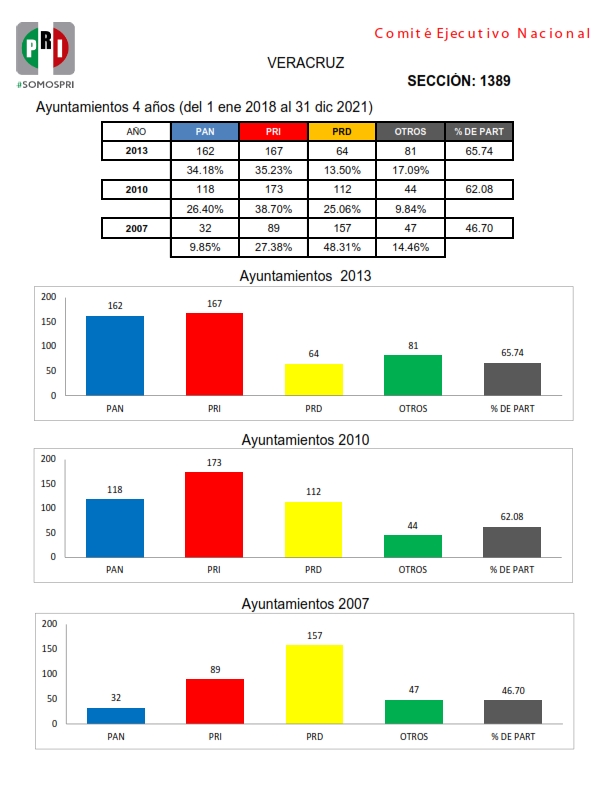 Comité Ejecutivo Nacional
PRI
#SOMOSPRI
VERACRUZ
SECCIÓN: 1389
Ayuntamientos 4 años (del 1 ene 2018 al 31 dic 2021)
AÑO PAN PRI PRD OTROS % DE PART
2013 162 167 64 81 65.74
34.18% 35.23% 13.50% 17.09%
2010 118 173 112 44 62.08
26.40% 38.70% 25.06% 9.84%
2007 32 89 157 47 46.70
9.85% 27.38% 48.31% 14.46%
Ayuntamientos 2013
200
150
100
50
0
162 167 64 81 65.74
PAN PRI PRD OTROS % DE PART
Ayuntamientos 2010
200
150
100
50
0
118 173 112 44 62.08
PAN PRI PRD OTROS % DE PART
Ayuntamientos 2007
200
150
100
50
0
32 89 157 47 46.70
PAN PRI PRD OTROS % DE PART